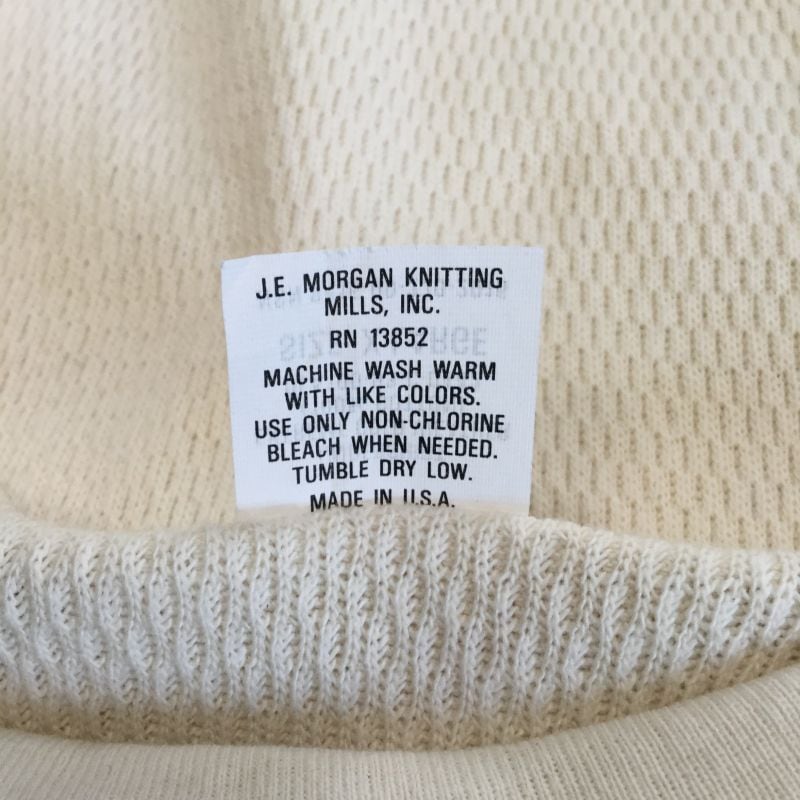 J.E. MORGAN KNITTING
MILLS, INC.
RN 13852
MACHINE WASH WARM
WITH LIKE COLORS.
USE ONLY NON-CHLORINE
BLEACH WHEN NEEDED.
TUMBLE DRY LOW.
MADE IN U.S.A.